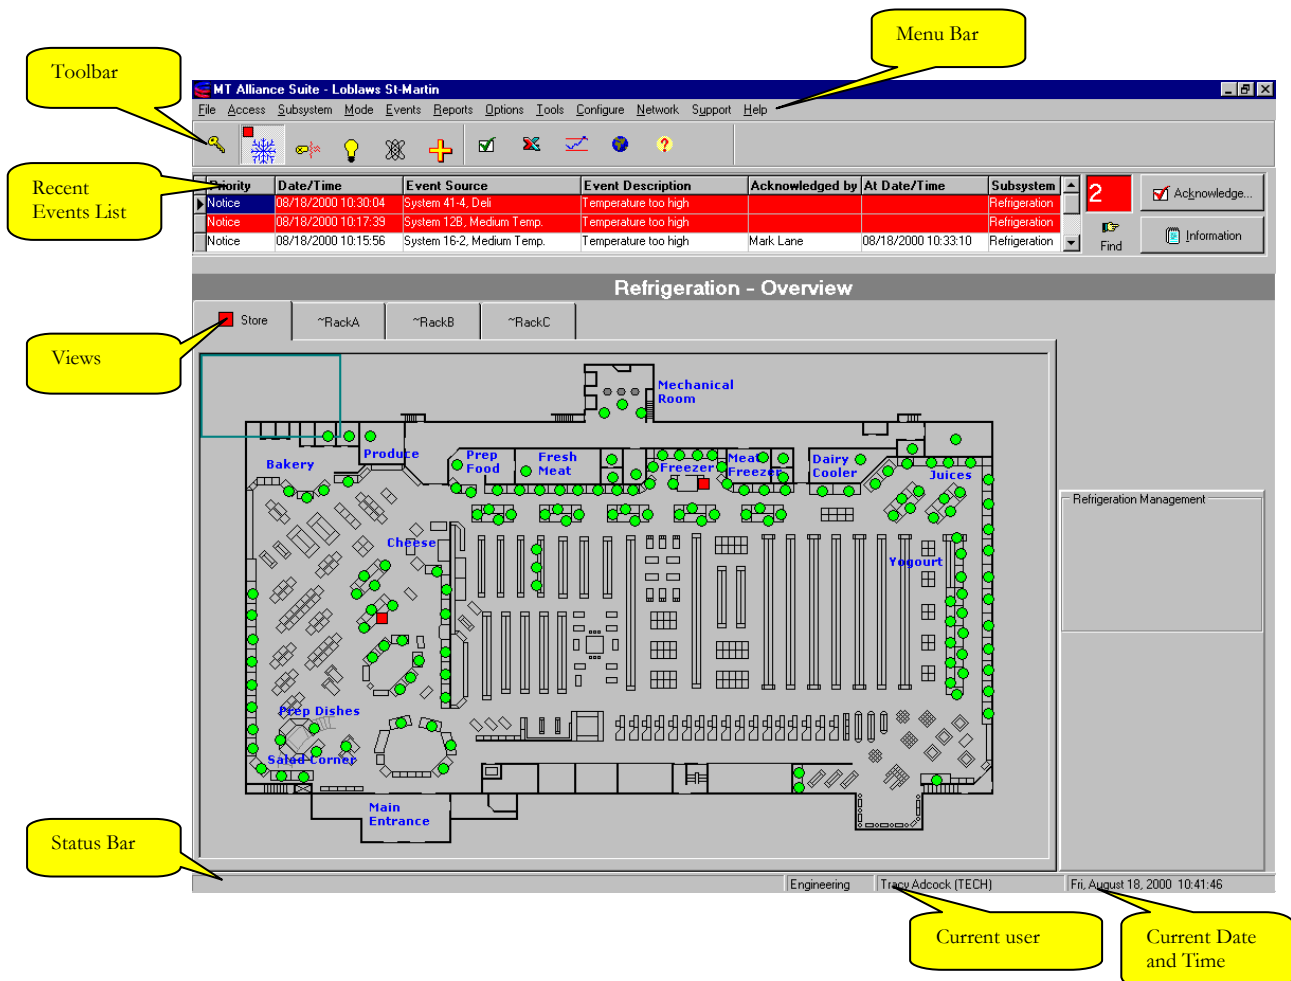 Menu Bar
Toolbar
MT Alliance Suite - Loblaws St-Martin
File Access Subsystem Mode Events Reports Options Tools Configure Network Support Help
Recent
Events List
Priority Date/Time Event Source Event Description Acknowledged by At Date/Time Subsystem
Notice 08/18/2000 10:30:04 System 41-4, Deli Temperature too high Refrigeration
Notice 08/18/2000 10:17:39 System 12B, Medium Temp. Temperature too high Refrigeration
Notice 08/18/2000 10:15:56 System 16-2, Medium Temp. Temperature too high Mark Lane 08/18/2000 10:33:10 Refrigeration
2
Find
Acknowledge...
Information
Refrigeration - Overview
Store ~RackA ~RackB ~RackC
Views
Mechanical
Room
Bakery
Produce
Prep
Food
Fresh
Meat
Freezer
Meat
Freezer
Dairy
Cooler
Juices
Refrigeration Management
Cheese
Yogourt
Prep Dishes
Salad Corner
Main
Entrance
Status Bar
Engineering Tracy Adcock (TECH) Fri, August 18, 2000 10:41:46
Current user
Current Date
and Time